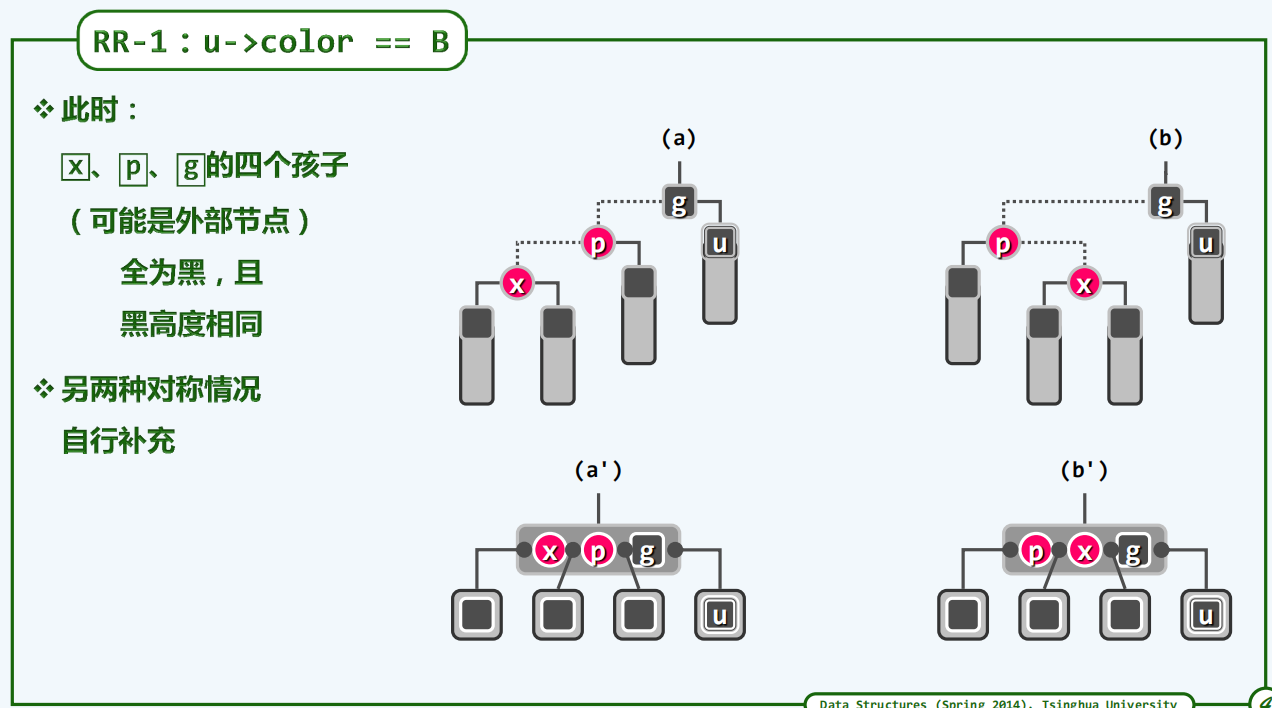 RR-1：u->color == B
❖ 此时：
x、p、g的四个孩子
（可能是外部节点）
全为黑，且
黑高度相同
❖ 另两种对称情况
自行补充
(a)
g
p
u
x
(b)
g
p
u
x
(a')
x p g
u
(b')
p x g
u
Data Structures (Spring 2014), Tsinghua University